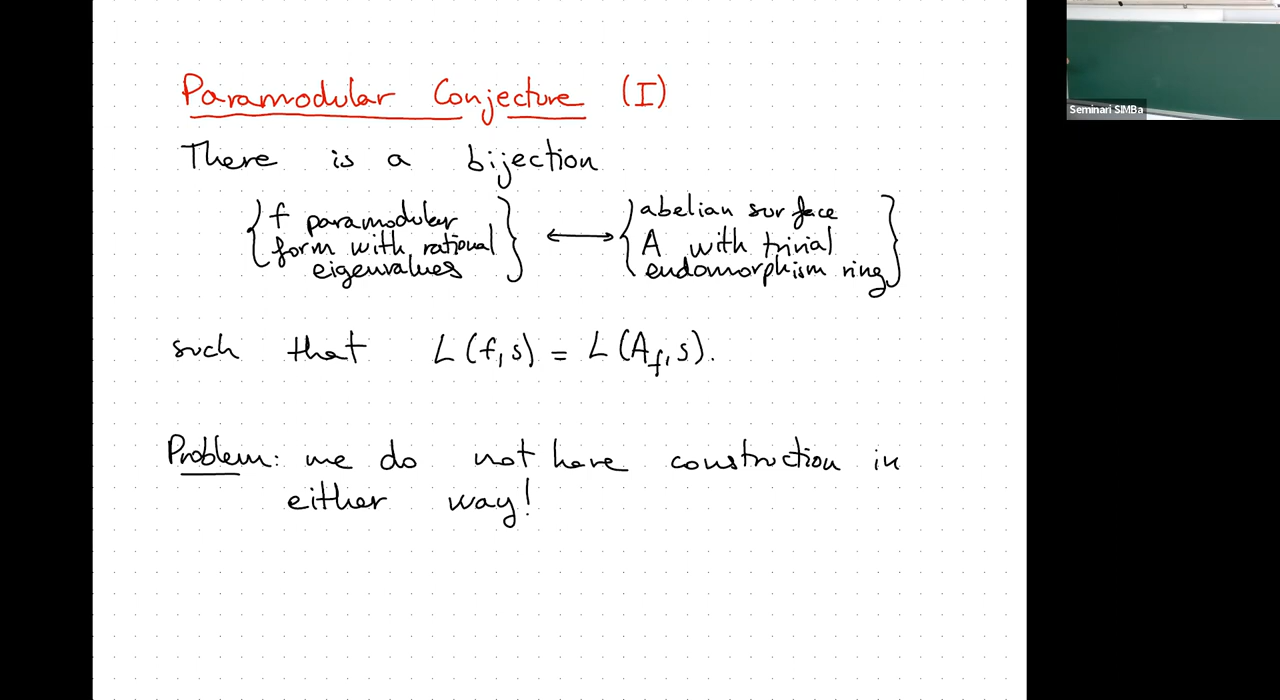 Paramodular Conjecture (I)
There is a bijection
{ f paramodular form with rational eigenvalues } ⟷ { abelian surface A with trivial endomorphism ring }
such that L(f,s) = L(A_f,s).
Problem: we do not have construction in
either way!
Seminari SIMBa